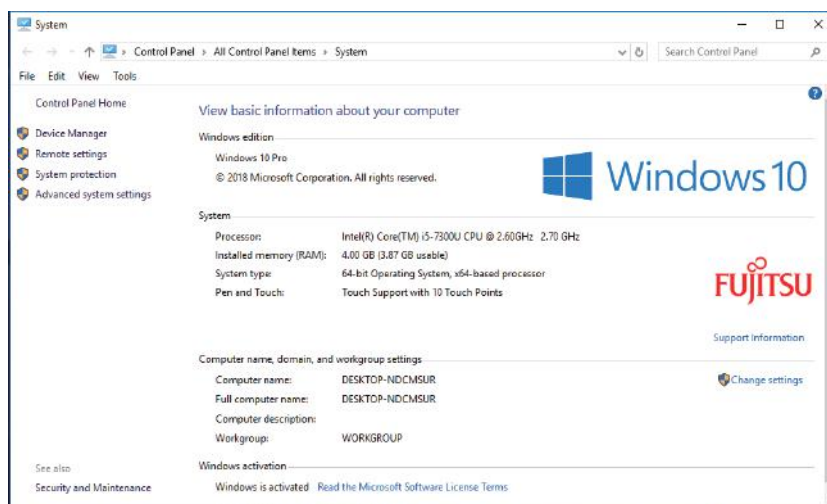 System
Control Panel > All Control Panel Items > System
Search Control Panel
File Edit View Tools
Control Panel Home
Device Manager
Remote settings
System protection
Advanced system settings
See also
Security and Maintenance
View basic information about your computer
Windows edition
Windows 10 Pro
© 2018 Microsoft Corporation. All rights reserved.
Windows 10
System
Processor: Intel(R) Core(TM) i5-7300U CPU @ 2.60GHz 2.70 GHz
Installed memory (RAM): 4.00 GB (3.87 GB usable)
System type: 64-bit Operating System, x64-based processor
Pen and Touch: Touch Support with 10 Touch Points
FUJITSU
Support Information
Computer name, domain, and workgroup settings
Computer name: DESKTOP-NDCMSUR
Change settings
Full computer name: DESKTOP-NDCMSUR
Computer description:
Workgroup: WORKGROUP
Windows activation
Windows is activated Read the Microsoft Software License Terms